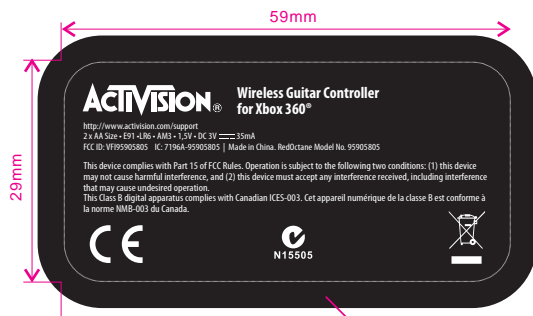 59mm
29mm
ACTIVISION®
Wireless Guitar Controller
for Xbox 360®
http://www.activision.com/support
2 x AA Size • E91 •LR6 • AM3 • 1,5V • DC 3V 35mA
FCC ID: VFI95905805 IC: 7196A-95905805 | Made in China. RedOctane Model No. 95905805
This device complies with Part 15 of FCC Rules. Operation is subject to the following two conditions: (1) this device
may not cause harmful interference, and (2) this device must accept any interference received, including interference
that may cause undesired operation.
This Class B digital apparatus complies with Canadian ICES-003. Cet appareil numérique de la classe B est conforme à
la norme NMB-003 du Canada.
CE
N15505